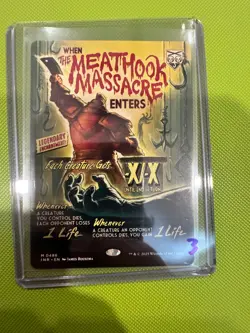 WHEN
THE MEATHOOK
MASSACRE
ENTERS
LEGENDARY
ENCHANTMENT
Each Creature Gets
-X/-X
UNTIL END OF TURN.
Whenever
A CREATURE
YOU CONTROL DIES,
EACH OPPONENT LOSES
1 Life
Whenever
A CREATURE AN OPPONENT
CONTROLS DIES, YOU GAIN 1 Life
M 0486
3